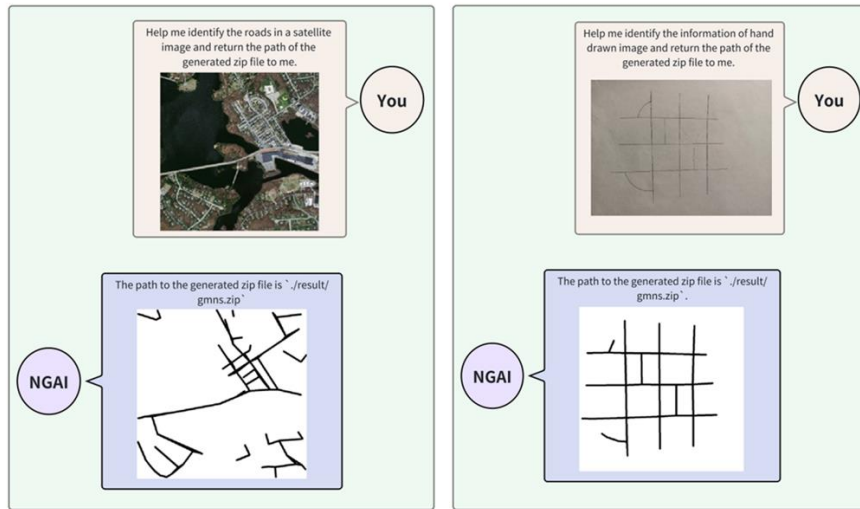 Help me identify the roads in a satellite
image and return the path of the
generated zip file to me.
You
The path to the generated zip file is `./result/
gmns.zip`
NGAI
Help me identify the information of hand
drawn image and return the path of the
generated zip file to me.
You
The path to the generated zip file is `./result/
gmns.zip`.
NGAI